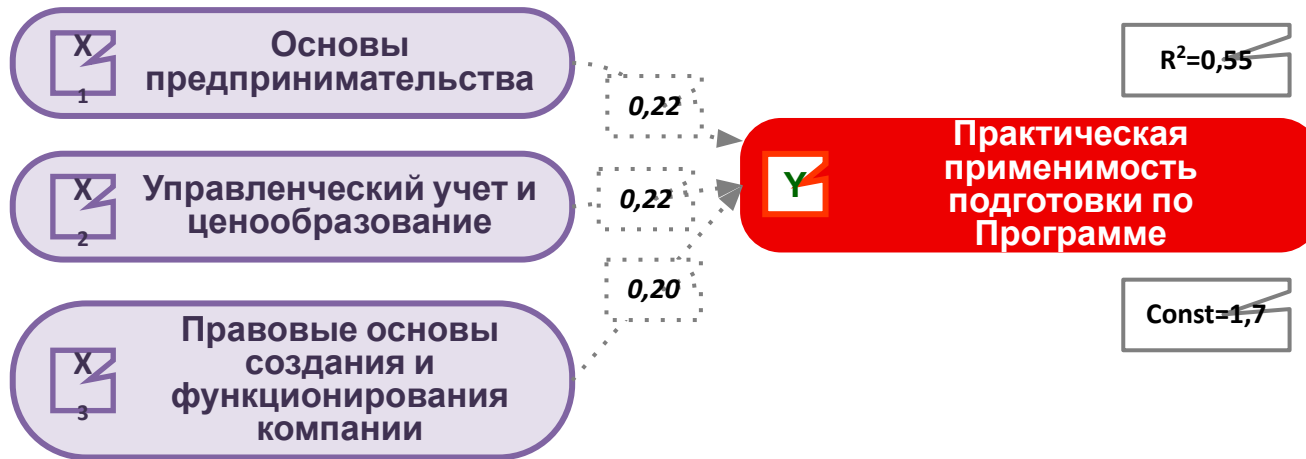 X
1
Основы
предпринимательства
0,22
X
2
Управленческий учет и
ценообразование
0,22
X
3
Правовые основы
создания и
функционирования
компании
0,20
Y
Практическая
применимость
подготовки по
Программе
R²=0,55
Const=1,7